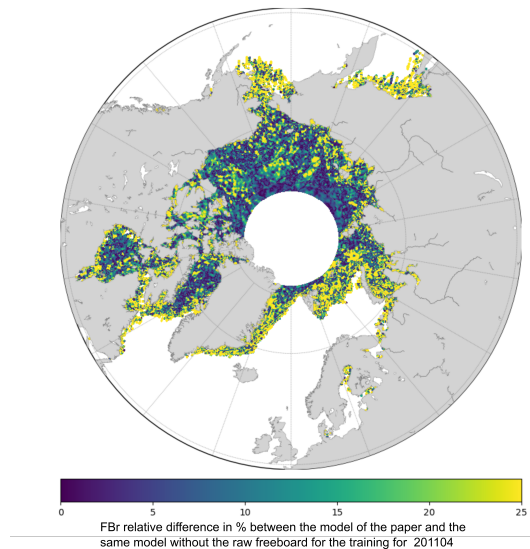 0 5 10 15 20 25
FBr relative difference in % between the model of the paper and the
same model without the raw freeboard for the training for 201104